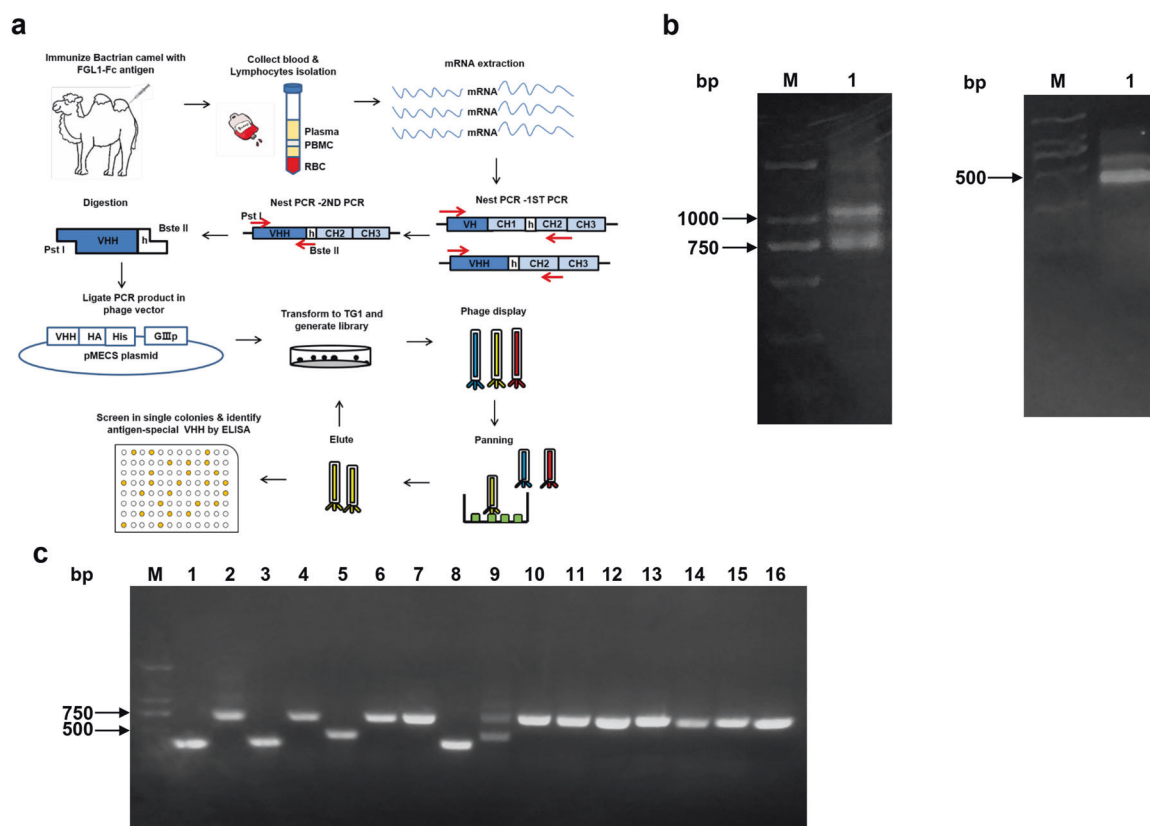 a
Immunize Bactrian camel with
FGL1-Fc antigen
Collect blood &
Lymphocytes isolation
Plasma
PBMC
RBC
mRNA extraction
mRNA
mRNA
mRNA
Nest PCR -1ST PCR
VH CH1 h CH2 CH3
VHH h CH2 CH3
Nest PCR -2ND PCR
Pst I
VHH h CH2 CH3
Bste II
Digestion
Bste II
VHH h
Pst I
Ligate PCR product in
phage vector
VHH HA His GIIIp
pMECS plasmid
Transform to TG1 and
generate library
Phage display
Panning
Elute
Screen in single colonies & identify
antigen-special VHH by ELISA
b
bp M 1
1000
750
bp M 1
500
c
bp M 1 2 3 4 5 6 7 8 9 10 11 12 13 14 15 16
750
500